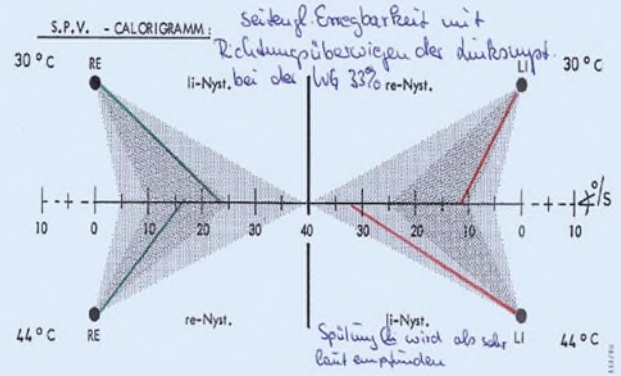 S.P.V. - CALORIGRAMM:
seitengl. Erregbarkeit mit
Richtungsüberwiegen der Linksnyst.
bei der WG 33%
30 °C RE li-Nyst. re-Nyst. LI 30 °C
°/s
10 0 10 20 30 40 30 20 10 0 10
44 °C RE re-Nyst. li-Nyst. LI 44 °C
Spülung li wird als sehr
laut empfunden